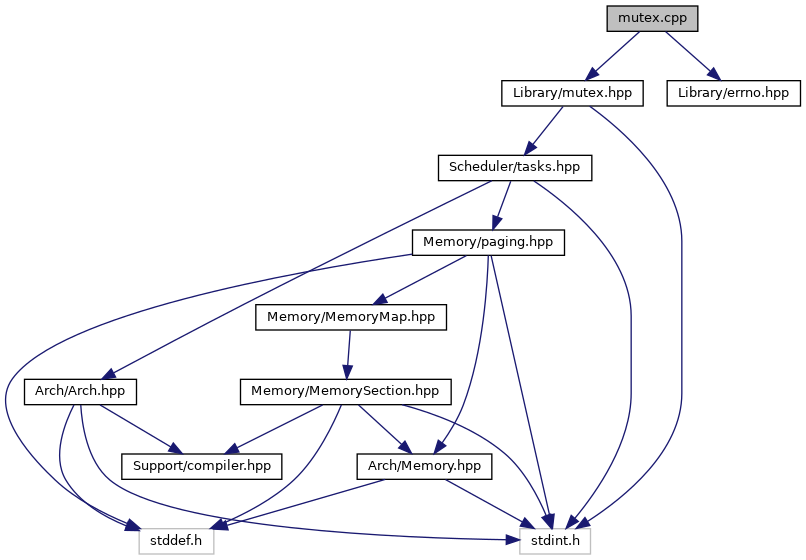 mutex.cpp
Library/mutex.hpp
Library/errno.hpp
Scheduler/tasks.hpp
Memory/paging.hpp
Memory/MemoryMap.hpp
Arch/Arch.hpp
Memory/MemorySection.hpp
Support/compiler.hpp
Arch/Memory.hpp
stddef.h
stdint.h